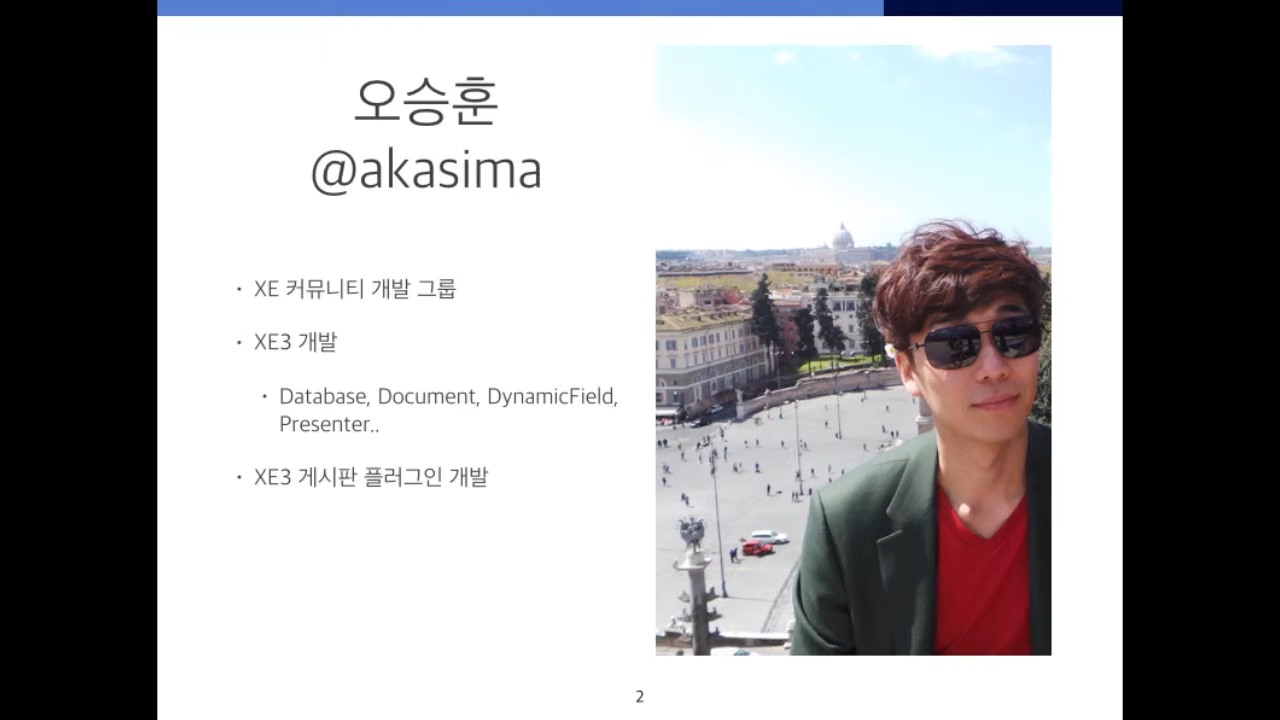 오승훈
@akasima
• XE 커뮤니티 개발 그룹
• XE3 개발
• Database, Document, DynamicField,
Presenter..
• XE3 게시판 플러그인 개발
2